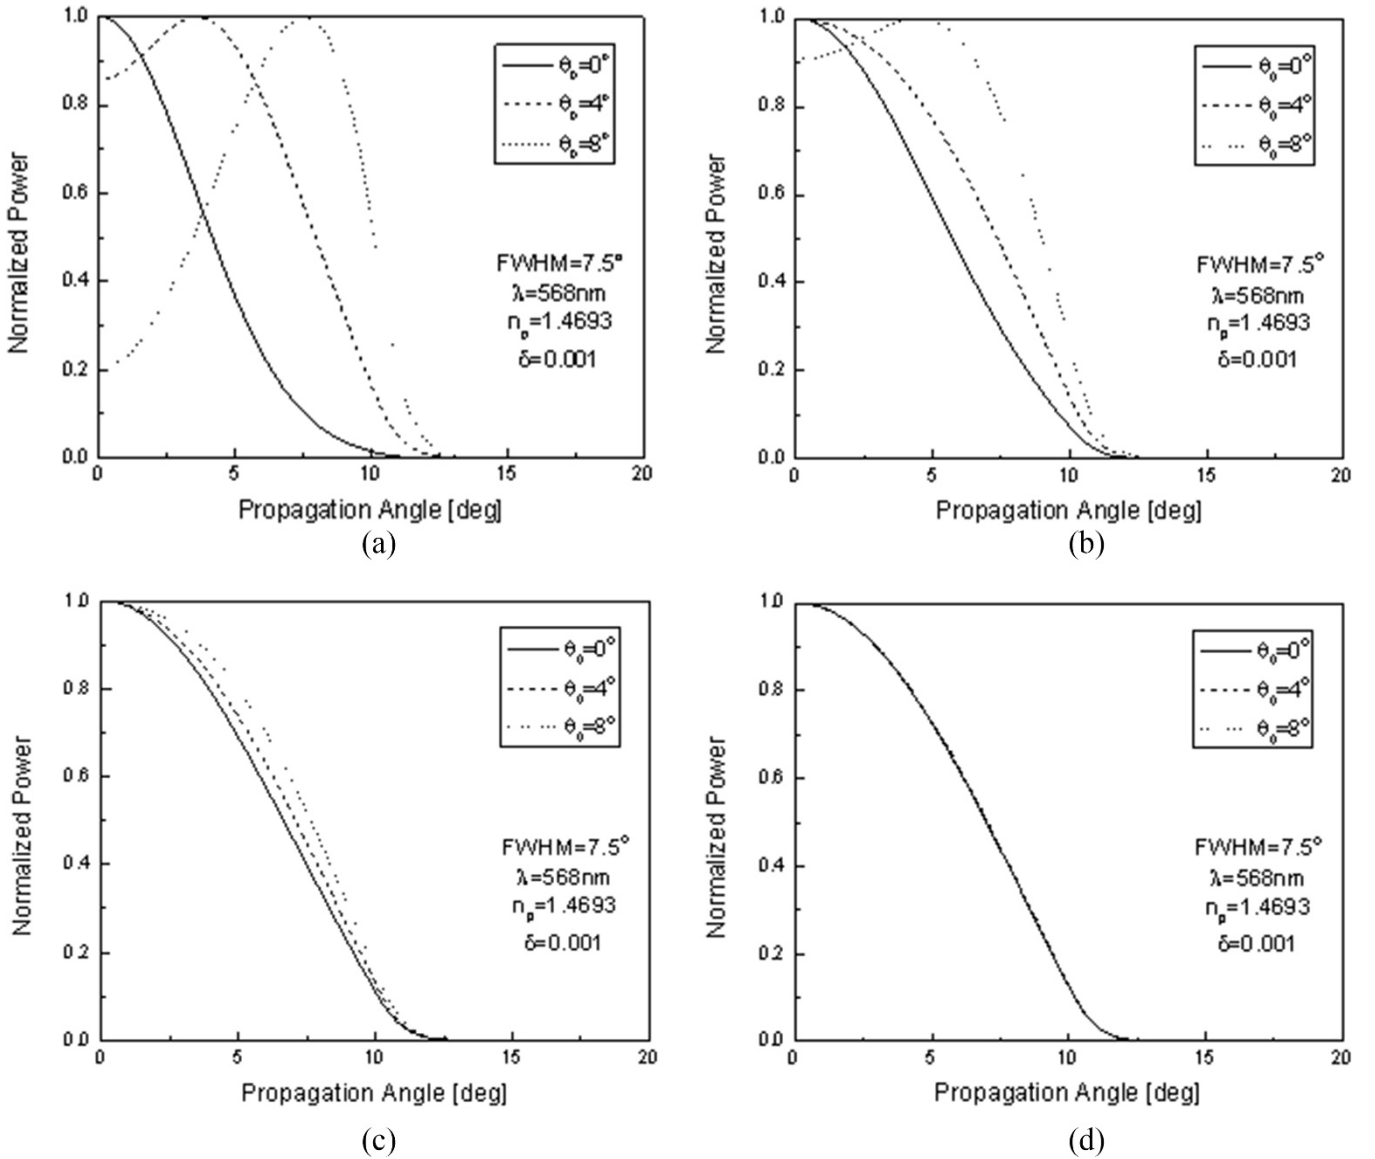 1.0
0.8
0.6
0.4
0.2
0.0
Normalized Power
θ₀=0°
θ₀=4°
θ₀=8°
FWHM=7.5°
λ=568nm
nₚ=1.4693
δ=0.001
0 5 10 15 20
Propagation Angle [deg]
(a)
1.0
0.8
0.6
0.4
0.2
0.0
Normalized Power
θ₀=0°
θ₀=4°
θ₀=8°
FWHM=7.5°
λ=568nm
nₚ=1.4693
δ=0.001
0 5 10 15 20
Propagation Angle [deg]
(b)
1.0
0.8
0.6
0.4
0.2
0.0
Normalized Power
θ₀=0°
θ₀=4°
θ₀=8°
FWHM=7.5°
λ=568nm
nₚ=1.4693
δ=0.001
0 5 10 15 20
Propagation Angle [deg]
(c)
1.0
0.8
0.6
0.4
0.2
0.0
Normalized Power
θ₀=0°
θ₀=4°
θ₀=8°
FWHM=7.5°
λ=568nm
nₚ=1.4693
δ=0.001
0 5 10 15 20
Propagation Angle [deg]
(d)